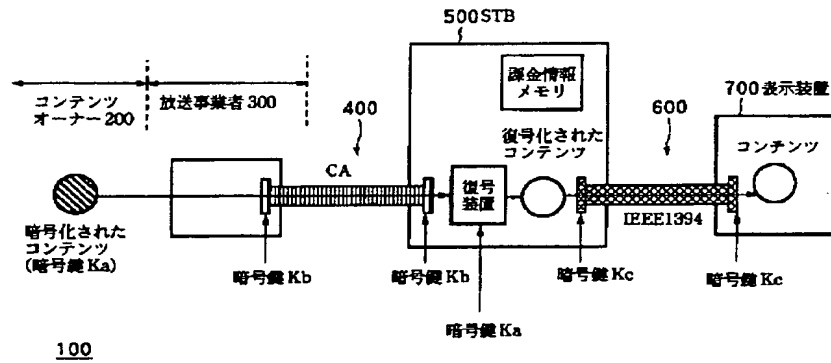 500 STB
課金情報
メモリ
700 表示装置
コンテンツ
オーナー200
放送事業者300
400
復号化された
コンテンツ
600
コンテンツ
CA
復号
装置
IEEE1394
暗号化された
コンテンツ
(暗号鍵Ka)
暗号鍵Kb
暗号鍵Kb
暗号鍵Kc
暗号鍵Kc
暗号鍵Ka
100